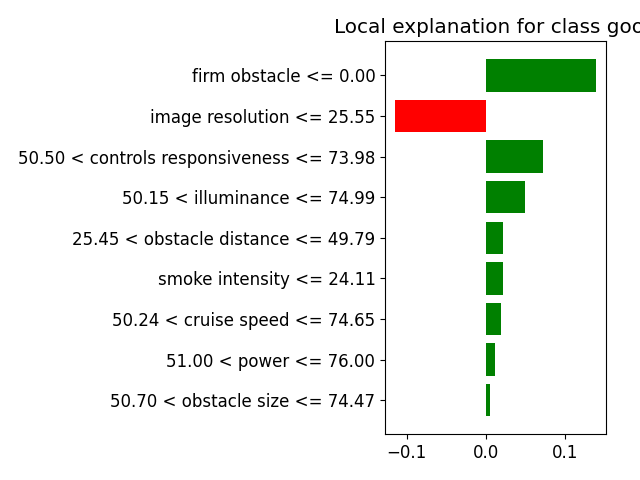 Local explanation for class goo
firm obstacle <= 0.00
image resolution <= 25.55
50.50 < controls responsiveness <= 73.98
50.15 < illuminance <= 74.99
25.45 < obstacle distance <= 49.79
smoke intensity <= 24.11
50.24 < cruise speed <= 74.65
51.00 < power <= 76.00
50.70 < obstacle size <= 74.47
−0.1 0.0 0.1